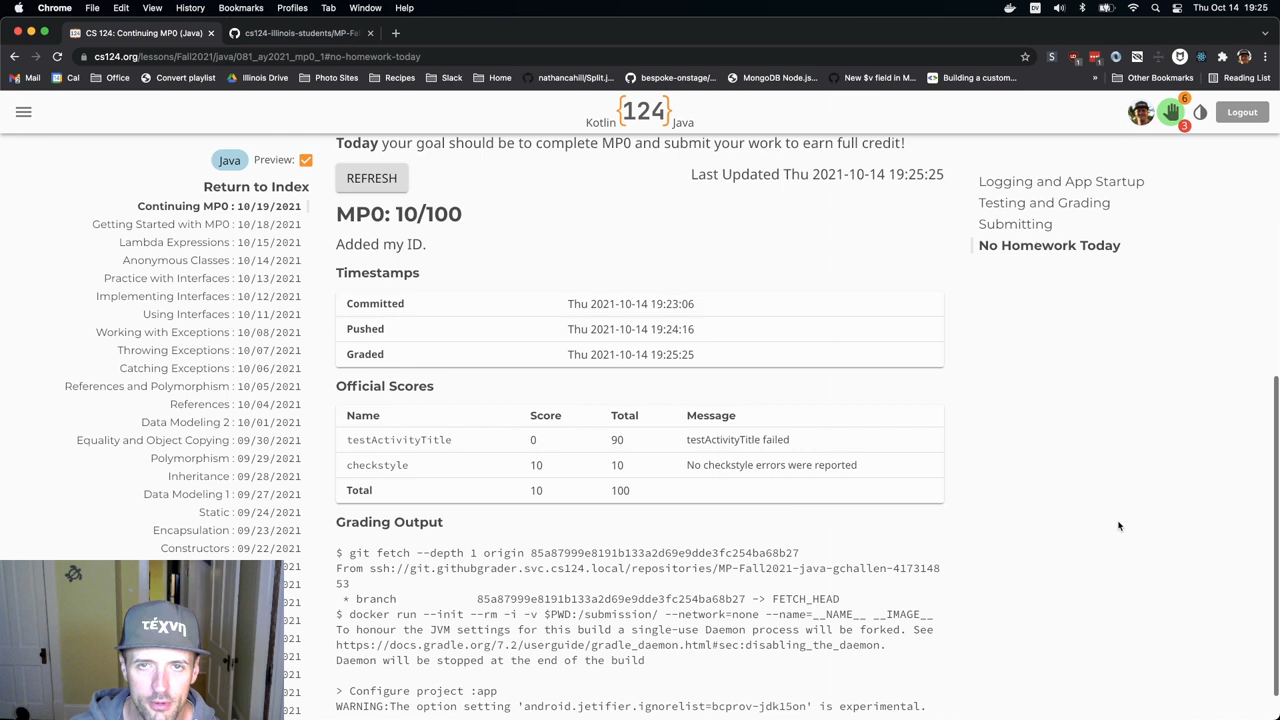 Chrome File Edit View History Bookmarks Profiles Tab Window Help Thu Oct 14 19:25
CS 124: Continuing MP0 (Java)
cs124-illinois-students/MP-Fa
cs124.org/lessons/Fall2021/java/081_ay2021_mp0_1#no-homework-today
Mail Cal Office Convert playlist Illinois Drive Photo Sites Recipes Slack nathancahill/Split.j... bespoke-onstage/... MongoDB Node.js... New $v field in M... Building a custom... Other Bookmarks Reading List
Kotlin {124} Java
6
3
Logout
Java Preview:
Return to Index
Continuing MP0 : 10/19/2021
Getting Started with MP0 : 10/18/2021
Lambda Expressions : 10/15/2021
Anonymous Classes : 10/14/2021
Practice with Interfaces : 10/13/2021
Implementing Interfaces : 10/12/2021
Using Interfaces : 10/11/2021
Working with Exceptions : 10/08/2021
Throwing Exceptions : 10/07/2021
Catching Exceptions : 10/06/2021
References and Polymorphism : 10/05/2021
References : 10/04/2021
Data Modeling 2 : 10/01/2021
Equality and Object Copying : 09/30/2021
Polymorphism : 09/29/2021
Inheritance : 09/28/2021
Data Modeling 1 : 09/27/2021
Static : 09/24/2021
Encapsulation : 09/23/2021
Constructors : 09/22/2021
021
021
021
021
021
021
021
021
021
τέχνη
Today your goal should be to complete MP0 and submit your work to earn full credit!
REFRESH
Last Updated Thu 2021-10-14 19:25:25
MP0: 10/100
Added my ID.
Timestamps
Committed Thu 2021-10-14 19:23:06
Pushed Thu 2021-10-14 19:24:16
Graded Thu 2021-10-14 19:25:25
Official Scores
Name Score Total Message
testActivityTitle 0 90 testActivityTitle failed
checkstyle 10 10 No checkstyle errors were reported
Total 10 100
Grading Output
$ git fetch --depth 1 origin 85a87999e8191b133a2d69e9dde3fc254ba68b27
From ssh://git.githubgrader.svc.cs124.local/repositories/MP-Fall2021-java-gchallen-4173148
53
* branch 85a87999e8191b133a2d69e9dde3fc254ba68b27 -> FETCH_HEAD
$ docker run --init --rm -i -v $PWD:/submission/ --network=none --name=__NAME__ __IMAGE__
To honour the JVM settings for this build a single-use Daemon process will be forked. See
https://docs.gradle.org/7.2/userguide/gradle_daemon.html#sec:disabling_the_daemon.
Daemon will be stopped at the end of the build
> Configure project :app
WARNING:The option setting 'android.jetifier.ignorelist=bcprov-jdk15on' is experimental.
Logging and App Startup
Testing and Grading
Submitting
No Homework Today